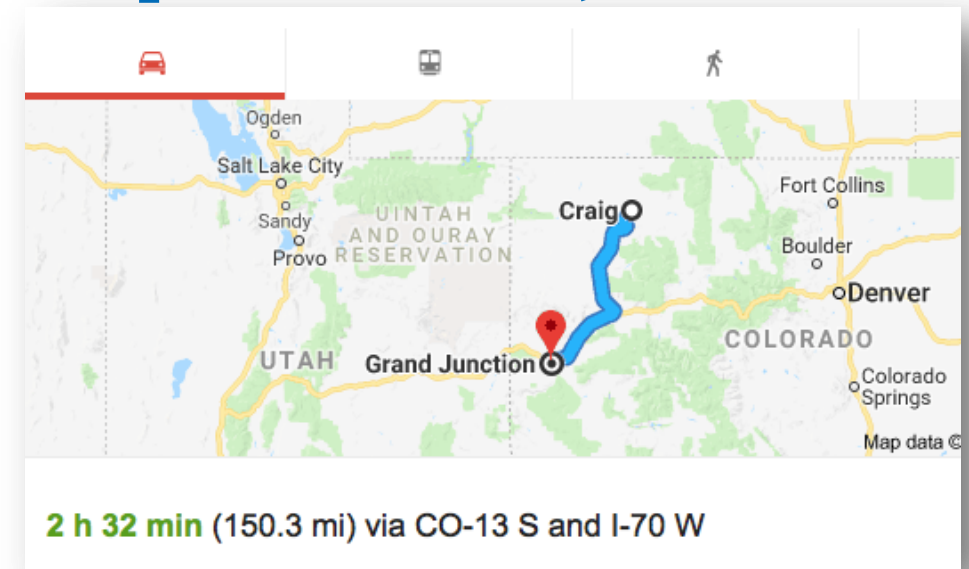 Ogden
Salt Lake City
Sandy
Provo
UINTAH
AND OURAY
RESERVATION
Craig
Fort Collins
Boulder
Denver
COLORADO
UTAH
Grand Junction
Colorado
Springs
Map data ©
2 h 32 min (150.3 mi) via CO-13 S and I-70 W